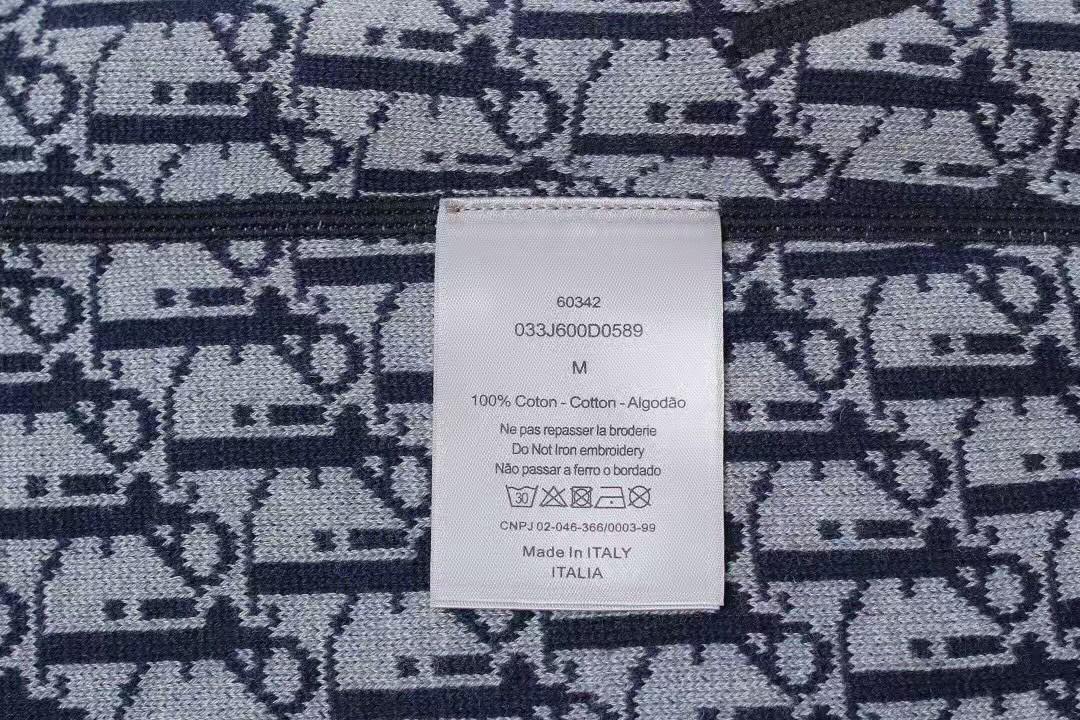 60342
033J600D0589
M
100% Coton - Cotton - Algodão
Ne pas repasser la broderie
Do Not Iron embroidery
Não passar a ferro o bordado
30
CNPJ 02-046-366/0003-99
Made In ITALY
ITALIA